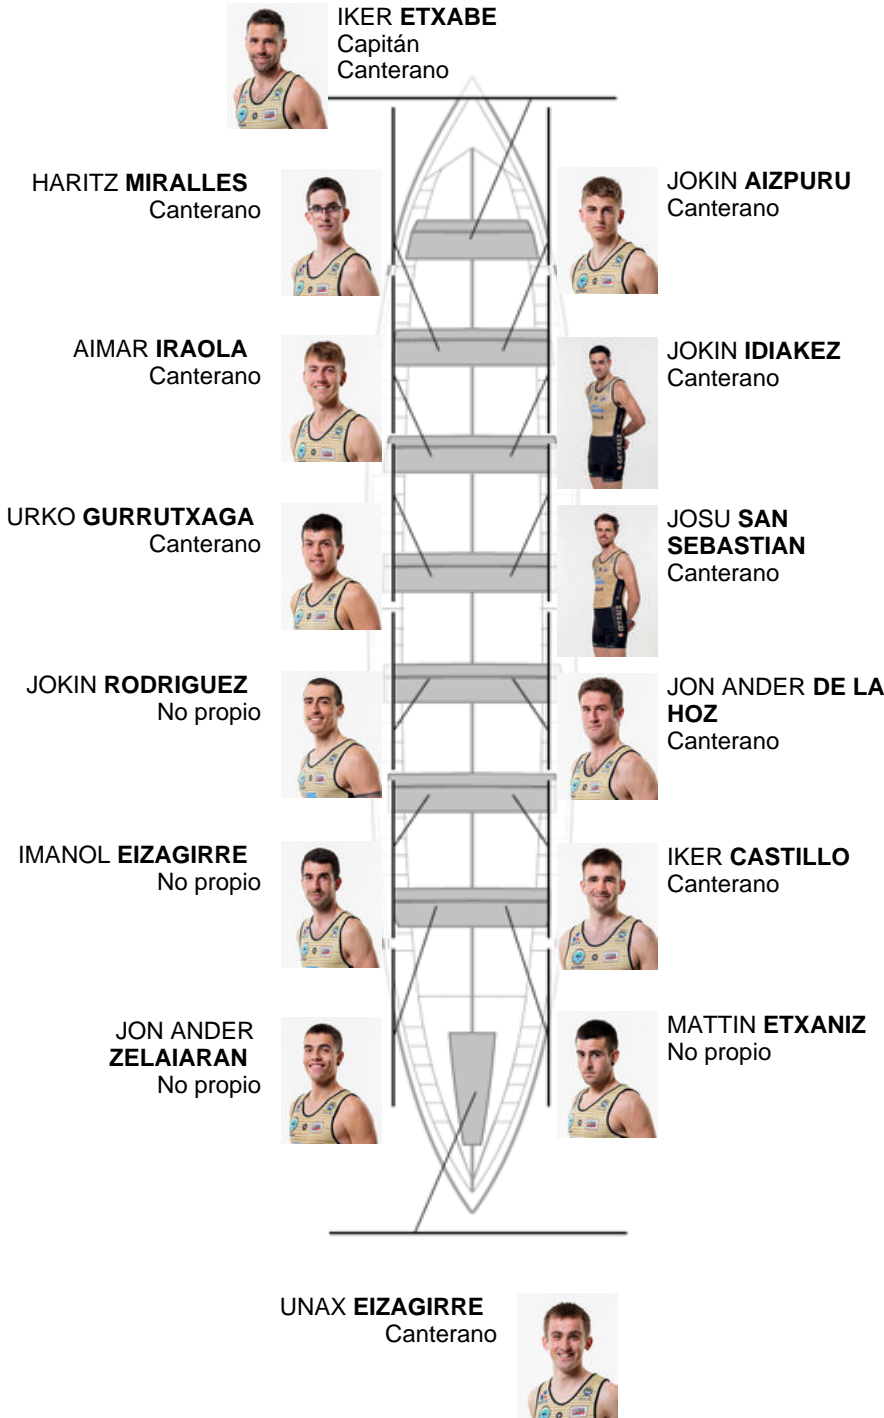 IKER ETXABE
Capitán
Canterano
HARITZ MIRALLES
Canterano
JOKIN AIZPURU
Canterano
AIMAR IRAOLA
Canterano
JOKIN IDIAKEZ
Canterano
URKO GURRUTXAGA
Canterano
JOSU SAN
SEBASTIAN
Canterano
JOKIN RODRIGUEZ
No propio
JON ANDER DE LA
HOZ
Canterano
IMANOL EIZAGIRRE
No propio
IKER CASTILLO
Canterano
JON ANDER
ZELAIARAN
No propio
MATTIN ETXANIZ
No propio
UNAX EIZAGIRRE
Canterano